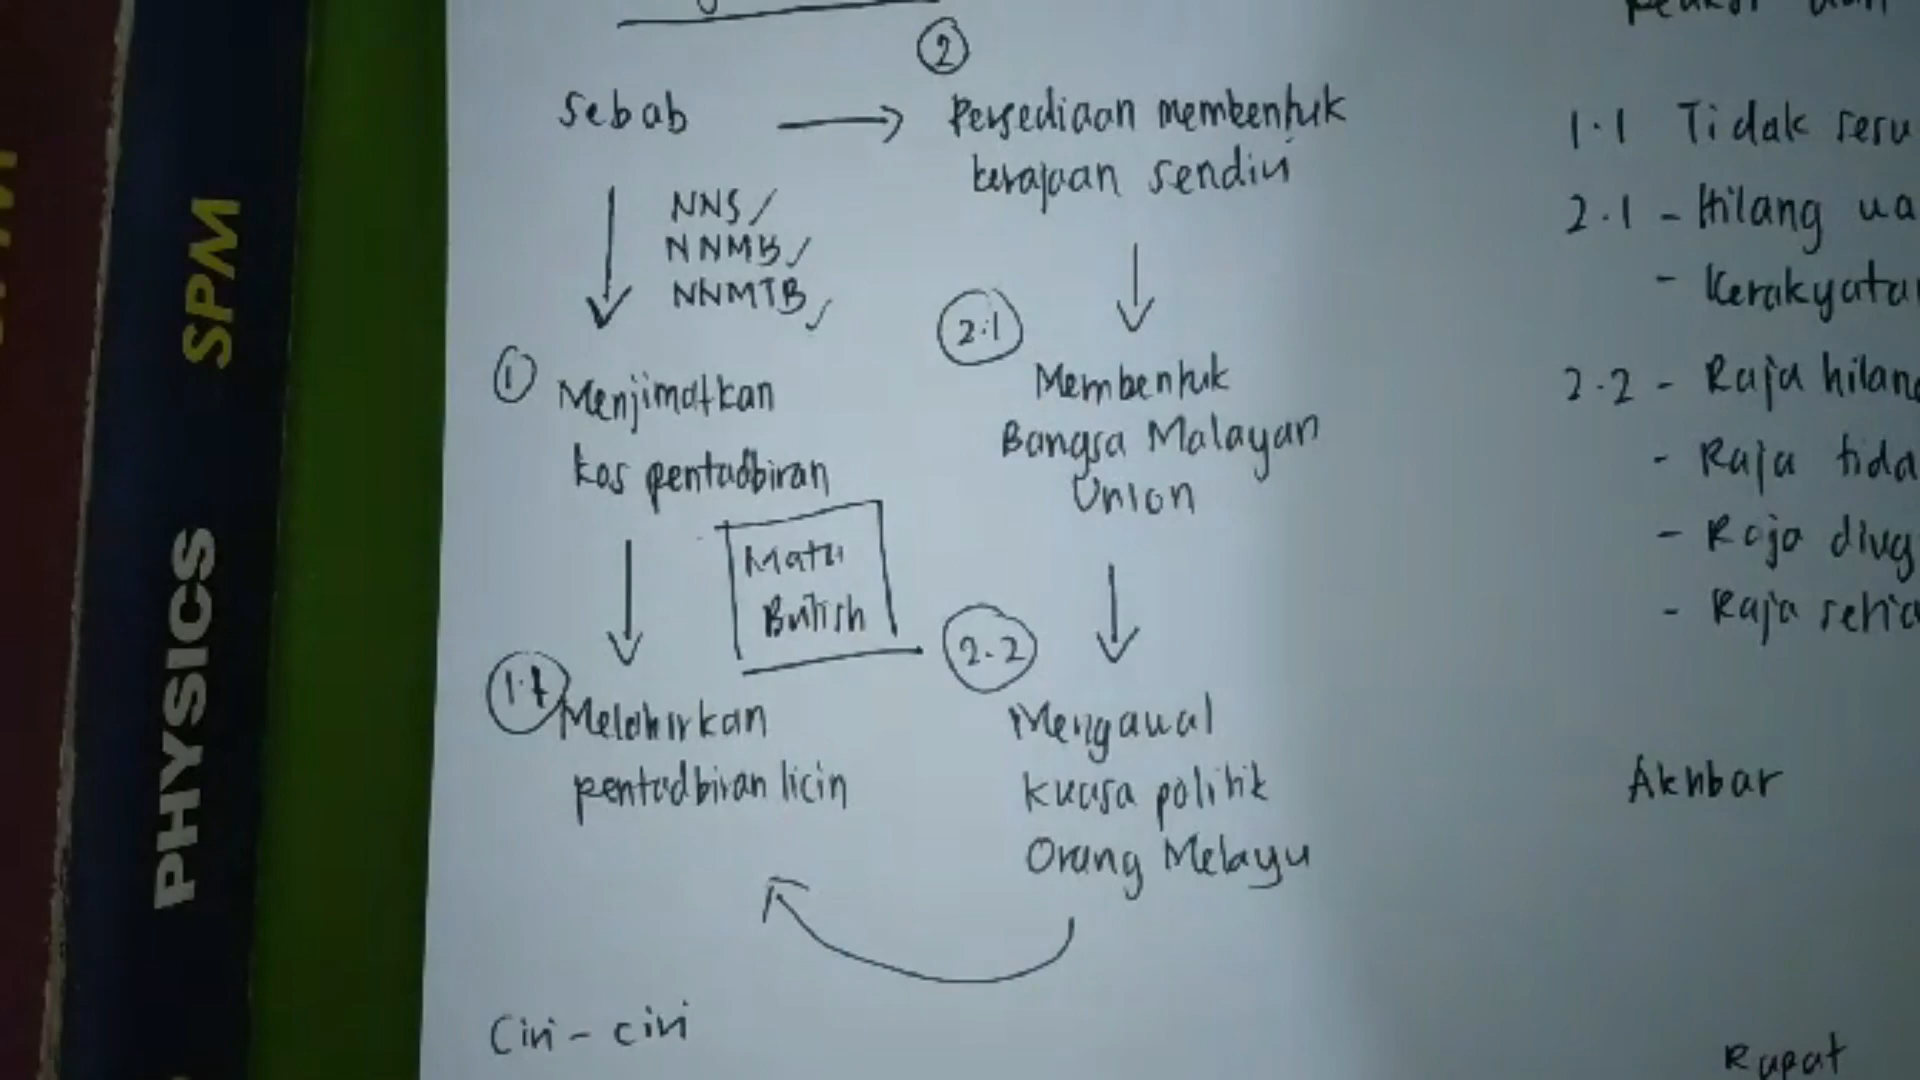 SPM
PHYSICS
2
Sebab
Persediaan membentuk
kerajaan sendiri
NNS/
NNMB/
NNMTB/
1
Menjimatkan
kos pentadbiran
2.1
Membentuk
Bangsa Malayan
Union
British
1.1
Melahirkan
pentadbiran licin
2.2
Mengawal
kuasa politik
Orang Melayu
Ciri - ciri
1.1 Tidak
2.1 - Hilang
-
2.2 - Raja
- Raja
- Raja
- Raja
Akhbar
Rapat